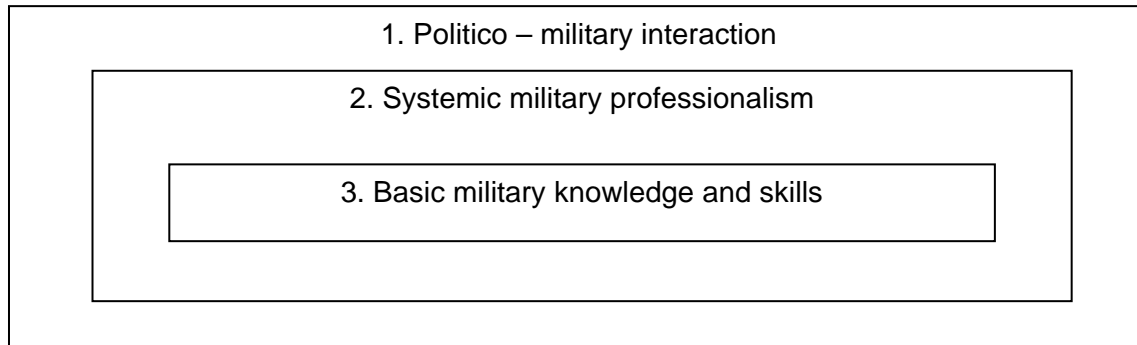 1. Politico – military interaction
2. Systemic military professionalism
3. Basic military knowledge and skills